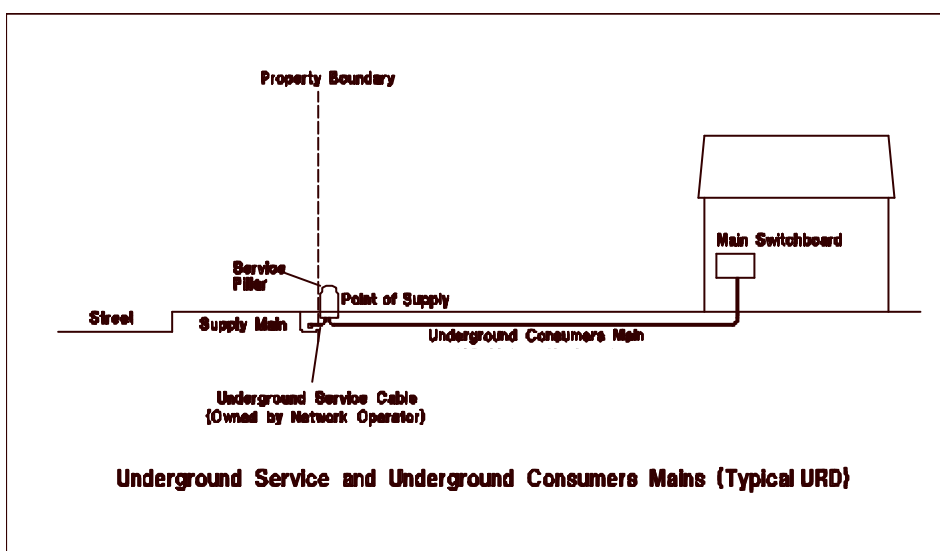 Property Boundary
Main Switchboard
Service
Pillar
Point of Supply
Street
Supply Main
Underground Consumers Main
Underground Service Cable
(Owned by Network Operator)
Underground Service and Underground Consumers Mains (Typical URD)